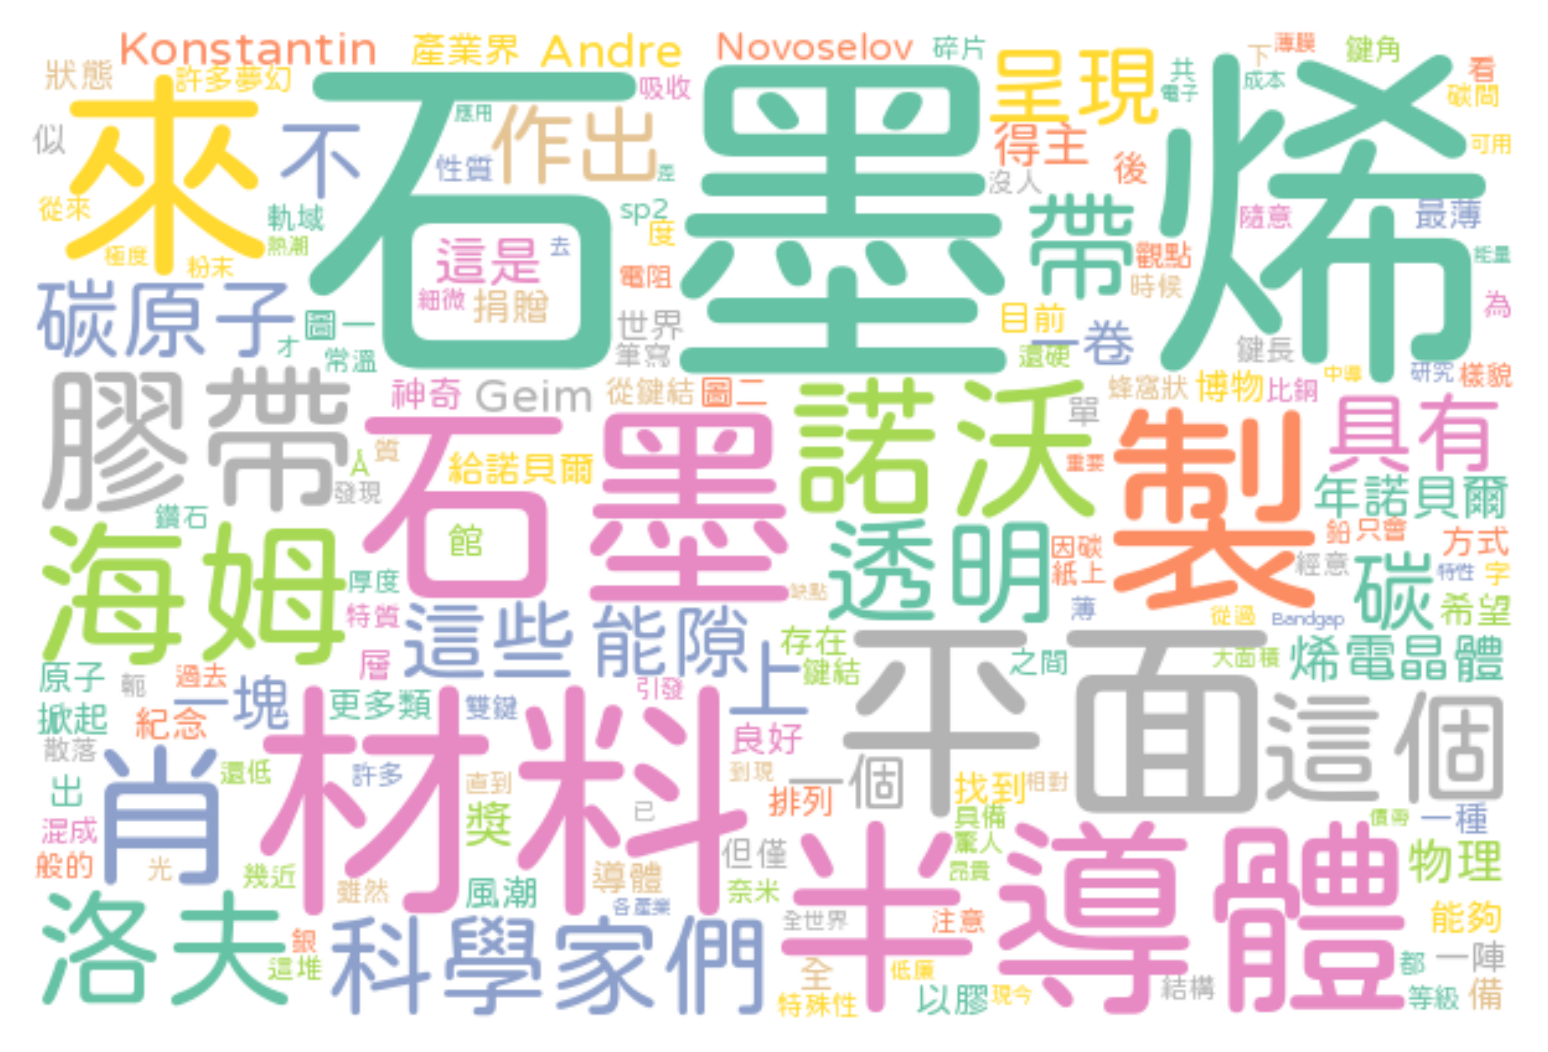 Konstantin
產業界
Andre
Novoselov
碎片
呈現
共
下
薄膜
鍵角
看
狀態
許多夢幻
來
石墨烯
吸收
電子
成本
碳間
應用
作出
似
不
性質
差
得主
後
沒人
可用
從來
軌域
sp2
度
帶
隨意
最薄
熱潮
這是
去
觀點
能量
極度
粉末
電阻
時候
細微
捐贈
為
碳原子
圖一
世界
目前
一卷
才
常溫
筆寫
還硬
鍵長
膠帶
神奇
Geim
從鍵結
圖二
諾沃
單
蜂窩狀
博物
比銅
中導
研究
樣貌
製
具有
石墨
質
Å
給諾貝爾
重要
發現
年諾貝爾
鑽石
館
透明
因碳
紙上
鉛
只會
方式
海姆
厚度
缺點
經意
碳
特性
字
特質
這些
能隙
薄
從過
Bandgap
希望
上
存在
平面
層
鍵結
之間
大面積
烯電晶體
原子
軛
過去
一塊
引發
掀起
紀念
材料
更多類
雙鍵
良好
這個
散落
肖
還低
許多
直到
到現
一個
找到
相對
出
獎
已
排列
具備
驚人
價帶
一種
混成
般的
光
但僅
半導體
物理
幾近
雖然
風潮
導體
奈米
昂貴
洛夫
各產業
科學家們
全世界
注意
能夠
銀
這堆
全
低廉
都
一陣
特殊性
以膠
現今
結構
等級
備